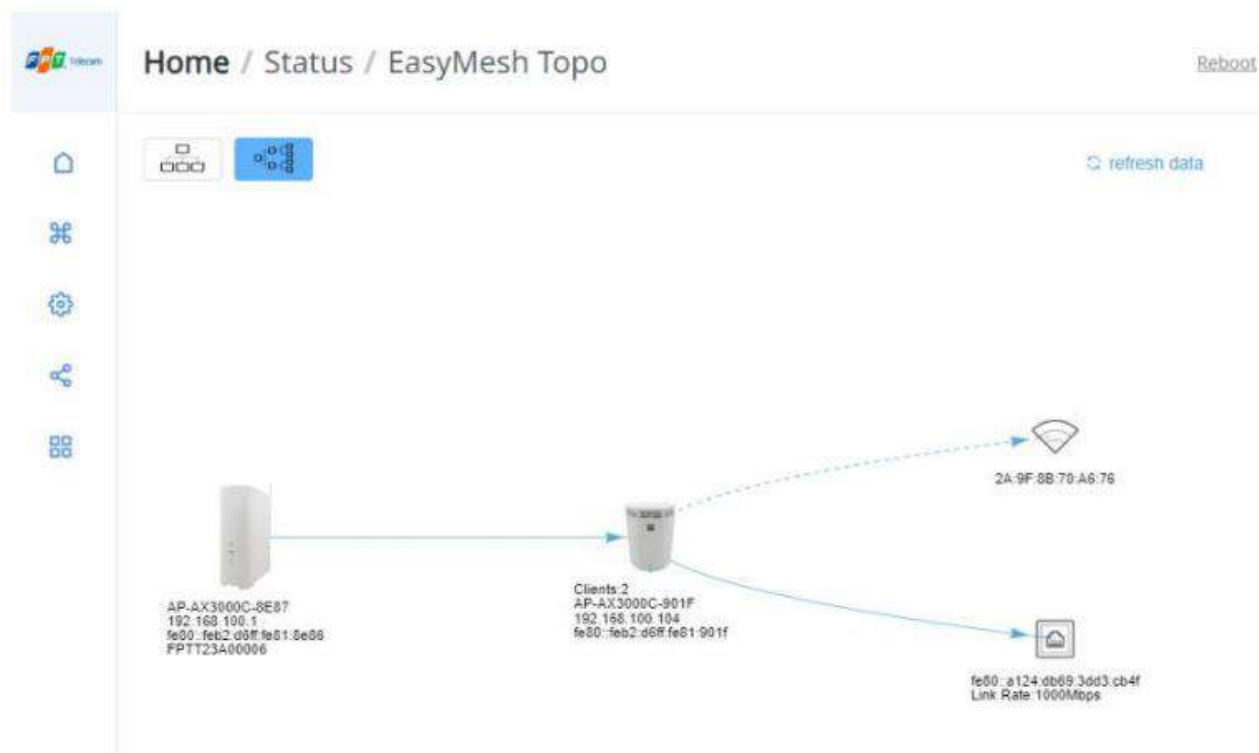 FPT Telecom
Home / Status / EasyMesh Topo
Reboot
refresh data
2A:9F:8B:70:A6:76
AP-AX3000C-8E87
192.168.100.1
fe80::feb2:d6ff:fe81:8e86
FPTT23A00006
Clients:2
AP-AX3000C-901F
192.168.100.104
fe80::feb2:d6ff:fe81:901f
fe80::a124:db69:3dd3:cb4f
Link Rate:1000Mbps